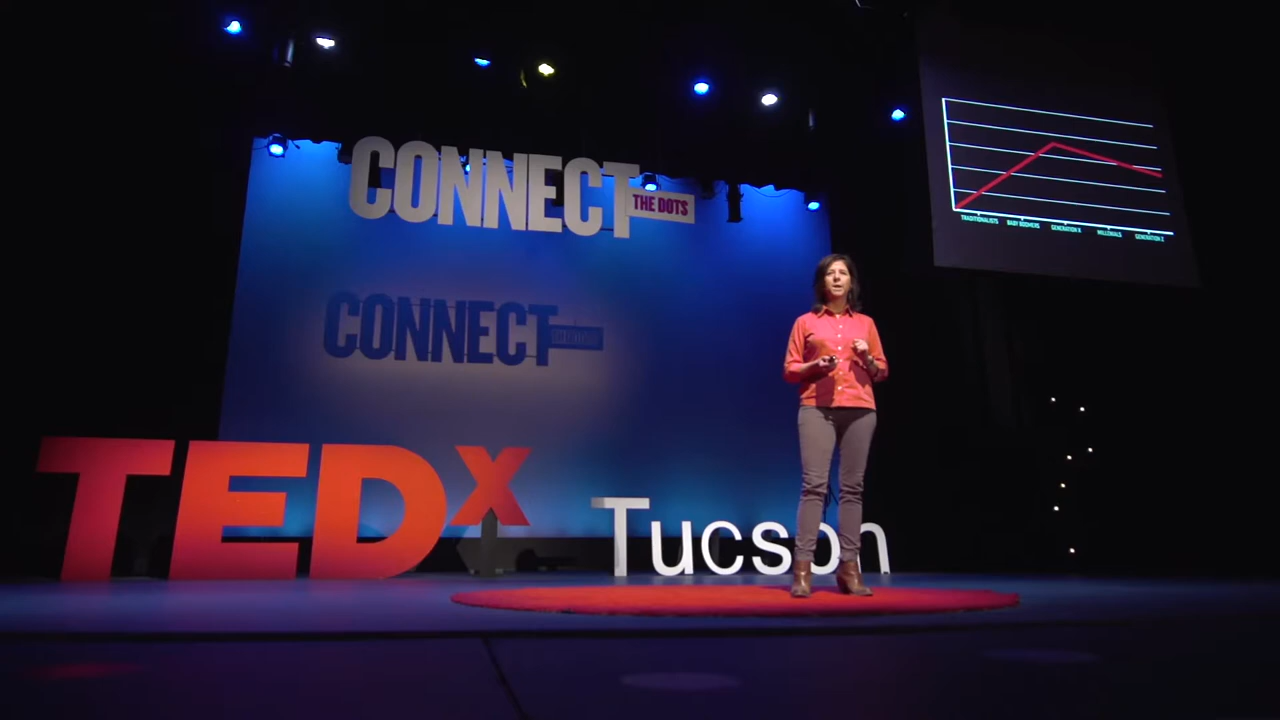 CONNECT
THE DOTS
CONNECT
TEDx
Tucson
TRADITIONALISTS BABY BOOMERS GENERATION X MILLENIALS GENERATION Z